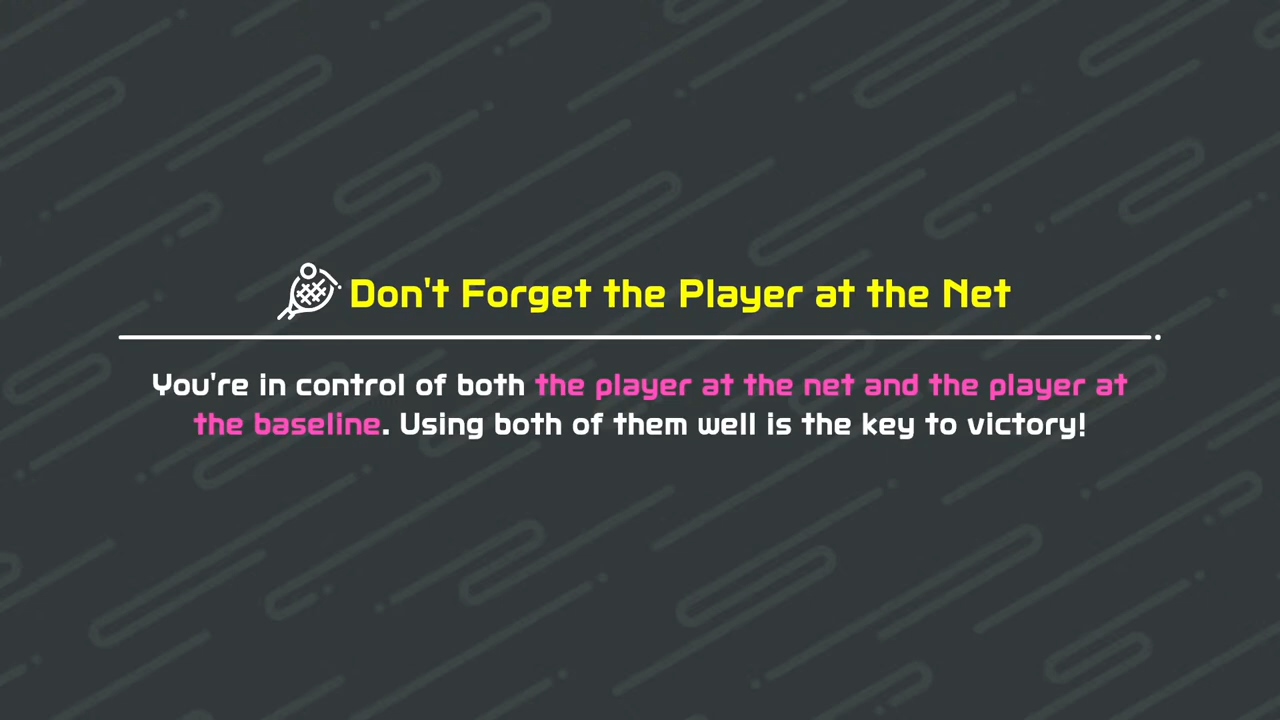 Don't Forget the Player at the Net
You're in control of both the player at the net and the player at
the baseline. Using both of them well is the key to victory!